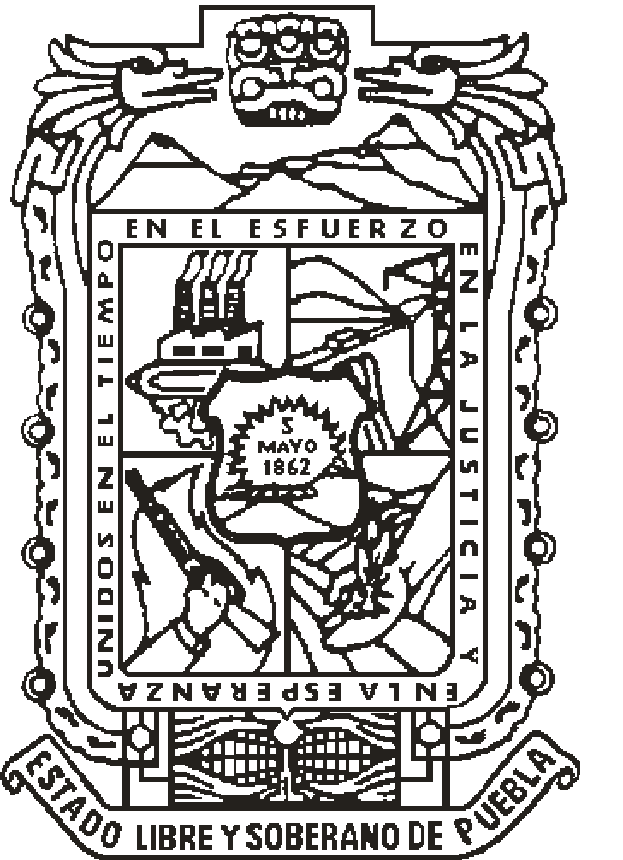 UNIDOS EN EL TIEMPO
EN EL ESFUERZO
EN LA JUSTICIA Y
EN LA ESPERANZA
5
MAYO
1862
ESTADO LIBRE Y SOBERANO DE PUEBLA